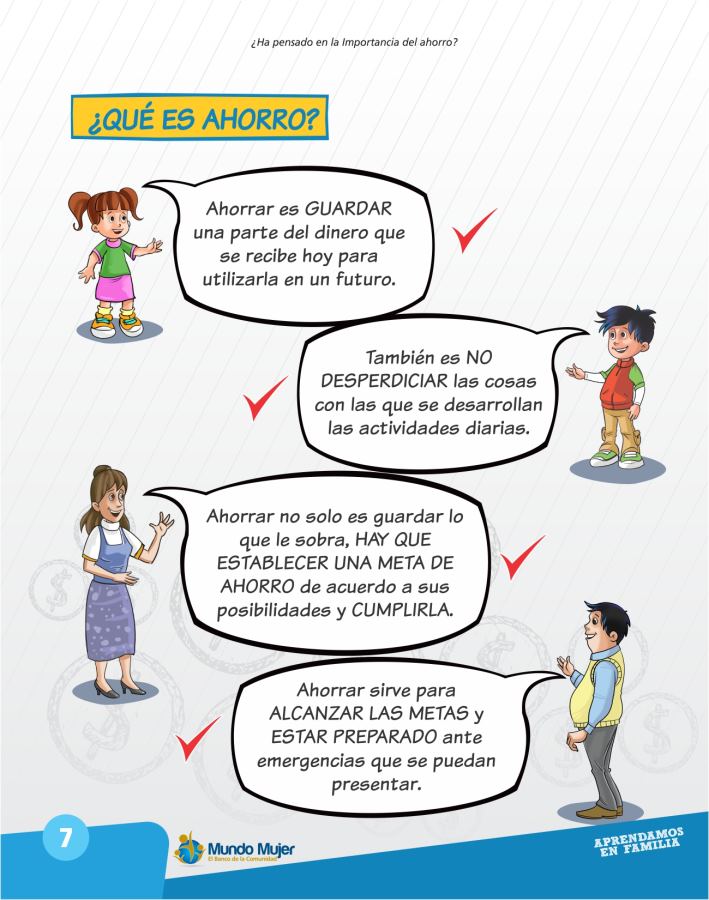 ¿Ha pensado en la Importancia del ahorro?
¿QUÉ ES AHORRO?
Ahorrar es GUARDAR
una parte del dinero que
se recibe hoy para
utilizarla en un futuro.
También es NO
DESPERDICIAR las cosas
con las que se desarrollan
las actividades diarias.
Ahorrar no solo es guardar lo
que le sobra, HAY QUE
ESTABLECER UNA META DE
AHORRO de acuerdo a sus
posibilidades y CUMPLIRLA.
Ahorrar sirve para
ALCANZAR LAS METAS y
ESTAR PREPARADO ante
emergencias que se puedan
presentar.
7
Mundo Mujer
El Banco de la Comunidad
APRENDAMOS
EN FAMILIA